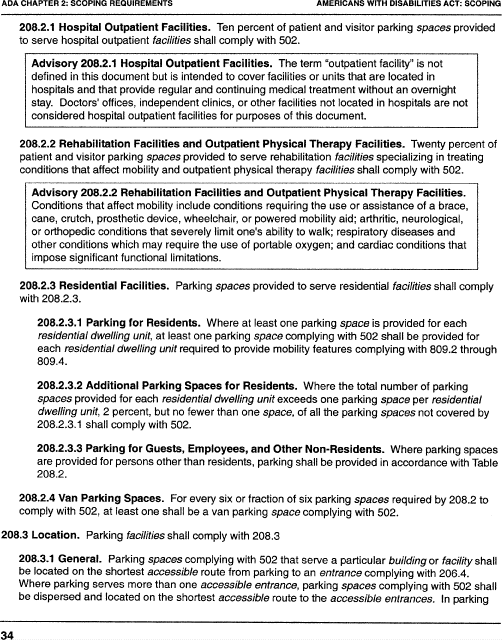 ADA CHAPTER 2: SCOPING REQUIREMENTS AMERICANS WITH DISABILITIES ACT: SCOPING
208.2.1 Hospital Outpatient Facilities. Ten percent of patient and visitor parking spaces provided
to serve hospital outpatient facilities shall comply with 502.
Advisory 208.2.1 Hospital Outpatient Facilities. The term “outpatient facility” is not
defined in this document but is intended to cover facilities or units that are located in
hospitals and that provide regular and continuing medical treatment without an overnight
stay. Doctors' offices, independent clinics, or other facilities not located in hospitals are not
considered hospital outpatient facilities for purposes of this document.
208.2.2 Rehabilitation Facilities and Outpatient Physical Therapy Facilities. Twenty percent of
patient and visitor parking spaces provided to serve rehabilitation facilities specializing in treating
conditions that affect mobility and outpatient physical therapy facilities shall comply with 502.
Advisory 208.2.2 Rehabilitation Facilities and Outpatient Physical Therapy Facilities.
Conditions that affect mobility include conditions requiring the use or assistance of a brace,
cane, crutch, prosthetic device, wheelchair, or powered mobility aid; arthritic, neurological,
or orthopedic conditions that severely limit one's ability to walk; respiratory diseases and
other conditions which may require the use of portable oxygen; and cardiac conditions that
impose significant functional limitations.
208.2.3 Residential Facilities. Parking spaces provided to serve residential facilities shall comply
with 208.2.3.
208.2.3.1 Parking for Residents. Where at least one parking space is provided for each
residential dwelling unit, at least one parking space complying with 502 shall be provided for
each residential dwelling unit required to provide mobility features complying with 809.2 through
809.4.
208.2.3.2 Additional Parking Spaces for Residents. Where the total number of parking
spaces provided for each residential dwelling unit exceeds one parking space per residential
dwelling unit, 2 percent, but no fewer than one space, of all the parking spaces not covered by
208.2.3.1 shall comply with 502.
208.2.3.3 Parking for Guests, Employees, and Other Non-Residents. Where parking spaces
are provided for persons other than residents, parking shall be provided in accordance with Table
208.2.
208.2.4 Van Parking Spaces. For every six or fraction of six parking spaces required by 208.2 to
comply with 502, at least one shall be a van parking space complying with 502.
208.3 Location. Parking facilities shall comply with 208.3
208.3.1 General. Parking spaces complying with 502 that serve a particular building or facility shall
be located on the shortest accessible route from parking to an entrance complying with 206.4.
Where parking serves more than one accessible entrance, parking spaces complying with 502 shall
be dispersed and located on the shortest accessible route to the accessible entrances. In parking
34